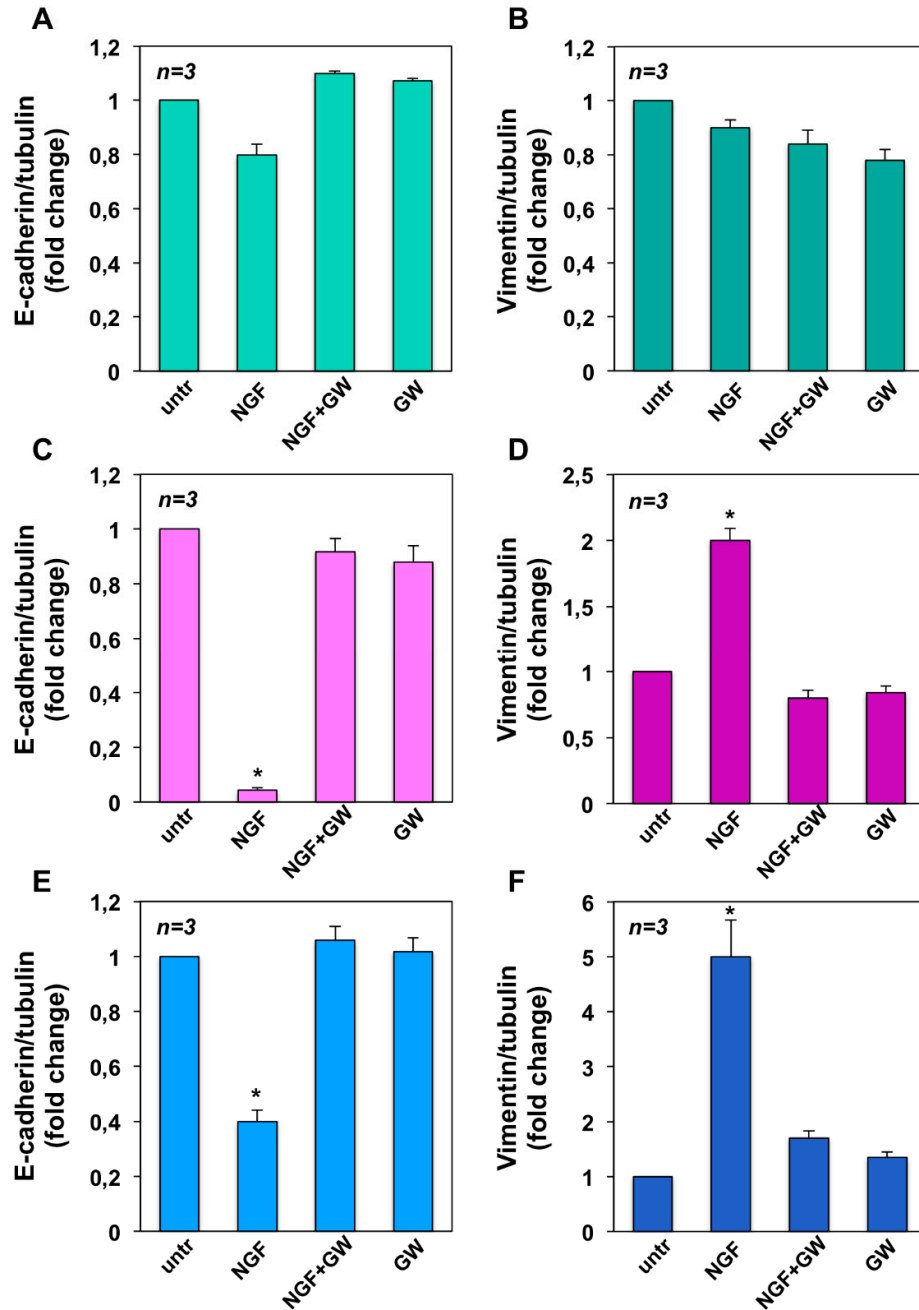 A
E-cadherin/tubulin
(fold change)
1,2
1
0,8
0,6
0,4
0,2
0
n=3
untr
NGF
NGF+GW
GW
B
Vimentin/tubulin
(fold change)
1,2
1
0,8
0,6
0,4
0,2
0
n=3
untr
NGF
NGF+GW
GW
C
E-cadherin/tubulin
(fold change)
1,2
1
0,8
0,6
0,4
0,2
0
n=3
*
untr
NGF
NGF+GW
GW
D
Vimentin/tubulin
(fold change)
2,5
2
1,5
1
0,5
0
n=3
*
untr
NGF
NGF+GW
GW
E
E-cadherin/tubulin
(fold change)
1,2
1
0,8
0,6
0,4
0,2
0
n=3
*
untr
NGF
NGF+GW
GW
F
Vimentin/tubulin
(fold change)
6
5
4
3
2
1
0
n=3
*
untr
NGF
NGF+GW
GW